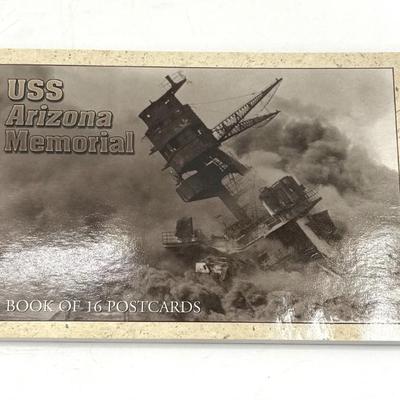 USS
Arizona
Memorial
BOOK OF 16 POSTCARDS